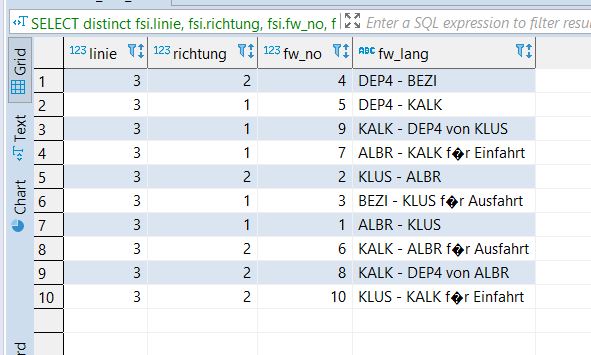 SELECT distinct fsi.linie, fsi.richtung, fsi.fw_no, f Enter a SQL expression to filter resu
Grid
Text
Chart
123 linie 123 richtung 123 fw_no ABC fw_lang
1 3 2 4 DEP4 - BEZI
2 3 1 5 DEP4 - KALK
3 3 1 9 KALK - DEP4 von KLUS
4 3 1 7 ALBR - KALK f�r Einfahrt
5 3 2 2 KLUS - ALBR
6 3 1 3 BEZI - KLUS f�r Ausfahrt
7 3 1 1 ALBR - KLUS
8 3 2 6 KALK - ALBR f�r Ausfahrt
9 3 2 8 KALK - DEP4 von ALBR
10 3 2 10 KLUS - KALK f�r Einfahrt